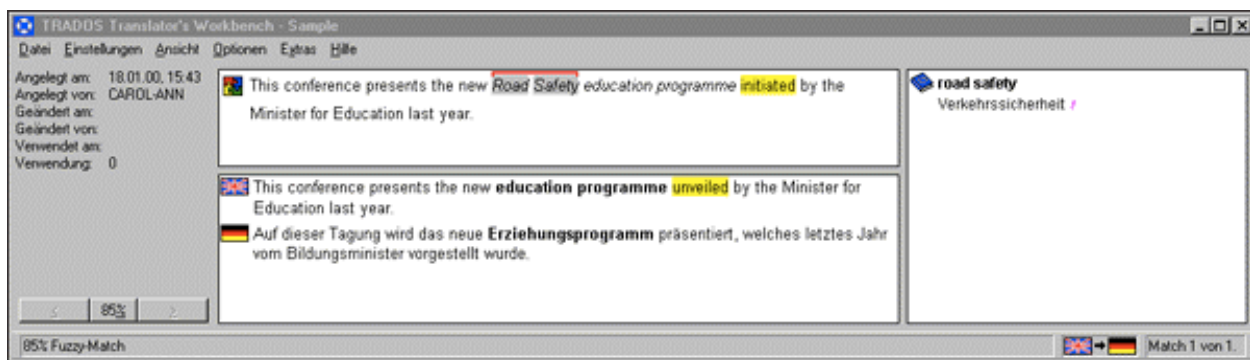 TRADOS Translator's Workbench - Sample
Datei Einstellungen Ansicht Optionen Extras Hilfe
Angelegt am: 18.01.00, 15:43
Angelegt von: CAROL-ANN
Geändert am:
Geändert von:
Verwendet am:
Verwendung: 0
This conference presents the new Road Safety education programme initiated by the
Minister for Education last year.
This conference presents the new education programme unveiled by the Minister for
Education last year.
Auf dieser Tagung wird das neue Erziehungsprogramm präsentiert, welches letztes Jahr
vom Bildungsminister vorgestellt wurde.
road safety
Verkehrssicherheit f
< 85% >
85% Fuzzy-Match
Match 1 von 1.